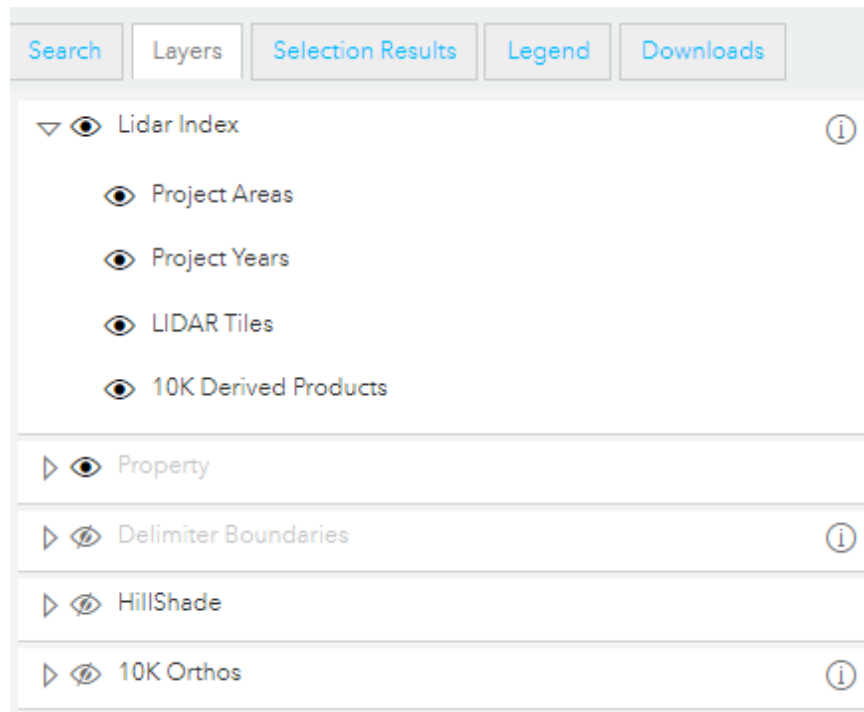 Search Layers Selection Results Legend Downloads
Lidar Index
Project Areas
Project Years
LIDAR Tiles
10K Derived Products
Property
Delimiter Boundaries
HillShade
10K Orthos